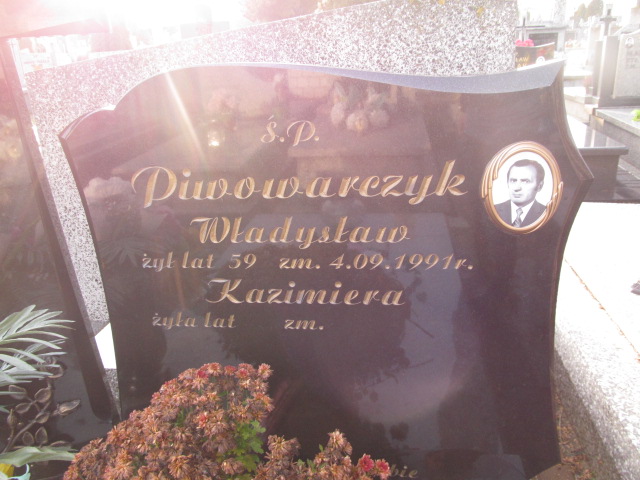 ś.P.
Piwowarczyk
Władysław
żył lat 59 zm. 4.09.1991r.
Kazimiera
żyła lat zm.